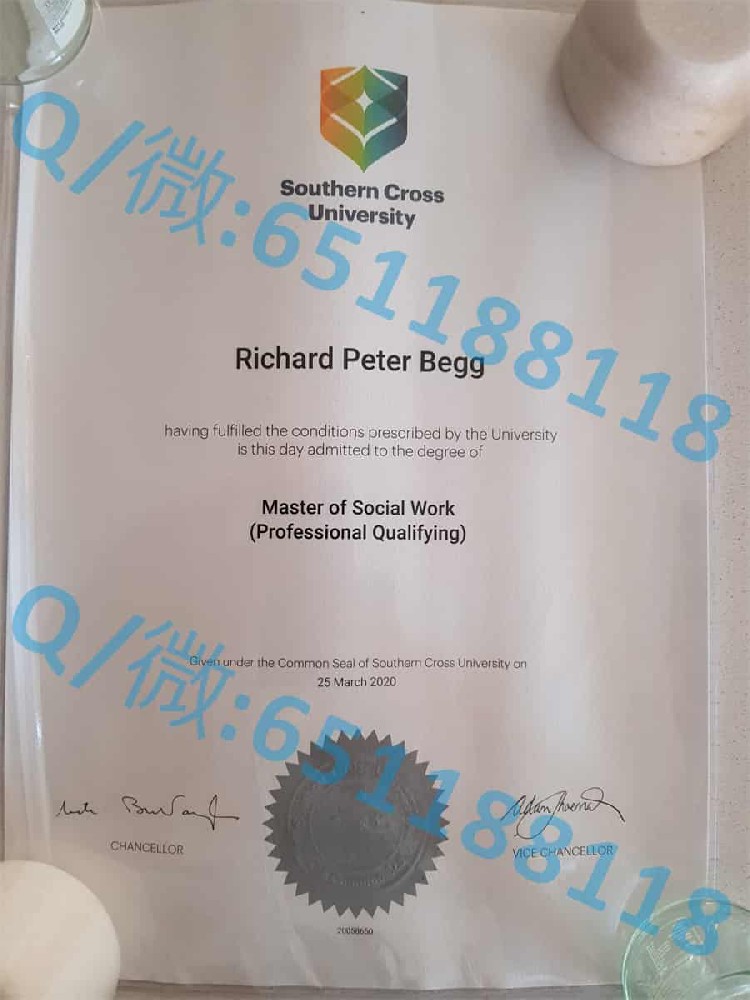 Southern Cross
University
Q/微:651188118
Richard Peter Begg
having fulfilled the conditions prescribed by the University
is this day admitted to the degree of
Master of Social Work
(Professional Qualifying)
Q/微:651188118
Given under the Common Seal of Southern Cross University on
25 March 2020
CHANCELLOR
VICE CHANCELLOR